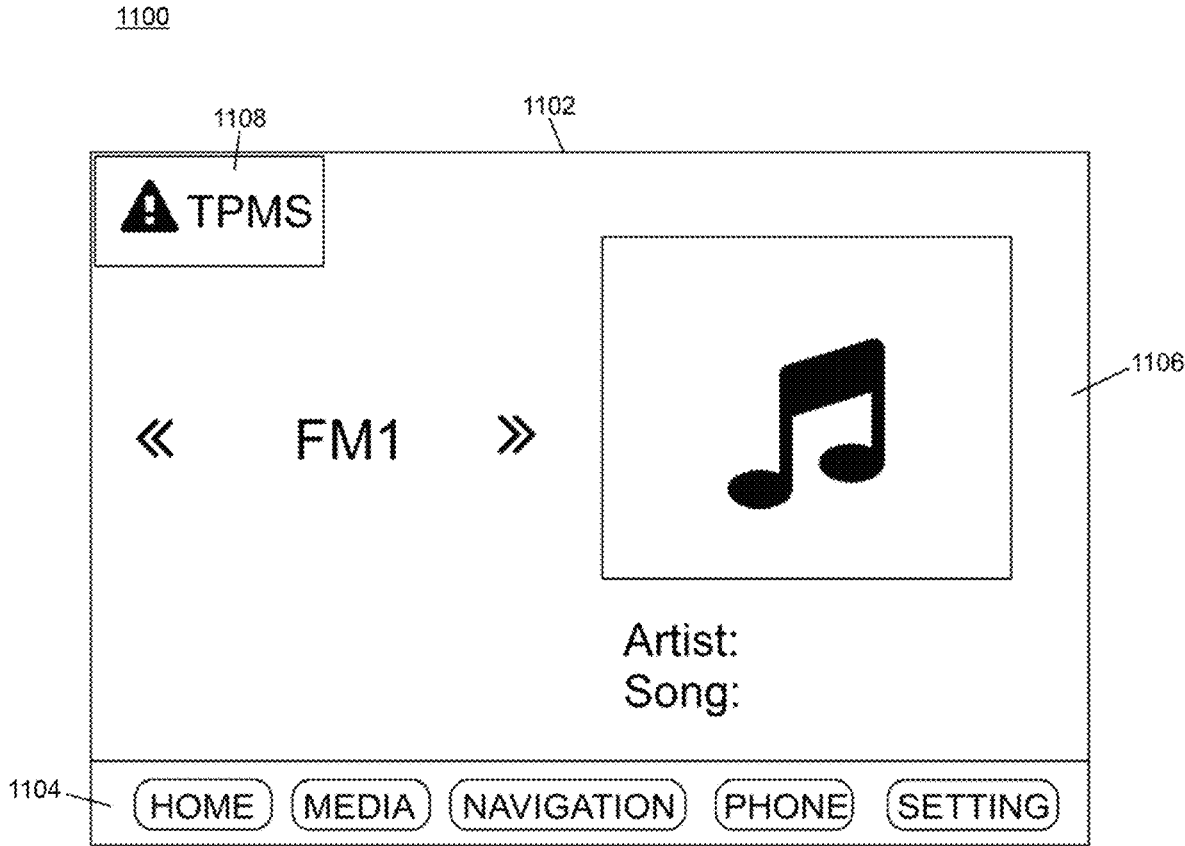 1100
1108
1102
TPMS
1106
« FM1 »
Artist:
Song:
1104
HOME MEDIA NAVIGATION PHONE SETTING